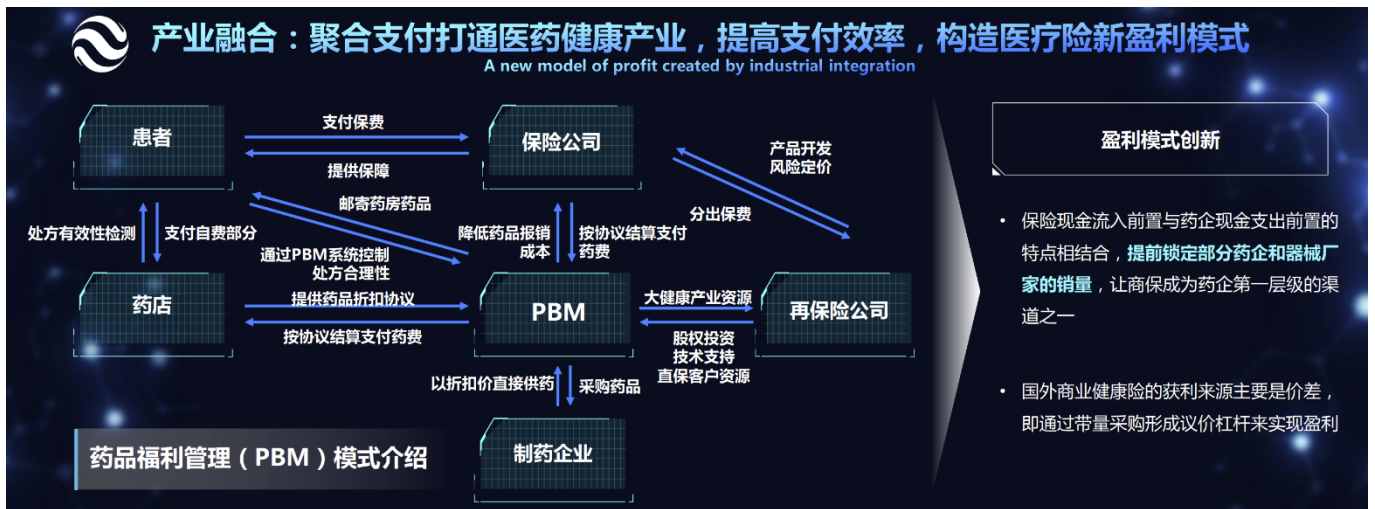 产业融合：聚合支付打通医药健康产业，提高支付效率，构造医疗险新盈利模式
A new model of profit created by industrial integration
患者
支付保费
提供保障
保险公司
产品开发
风险定价
分出保费
邮寄药房药品
通过PBM系统控制
处方合理性
处方有效性检测
支付自费部分
降低药品报销
成本
按协议结算支付
药费
药店
提供药品折扣协议
按协议结算支付药费
PBM
大健康产业资源
股权投资
技术支持
直保客户资源
再保险公司
以折扣价直接供药
采购药品
制药企业
药品福利管理（PBM）模式介绍
盈利模式创新
• 保险现金流入前置与药企现金支出前置的
特点相结合，提前锁定部分药企和器械厂
家的销量，让商保成为药企第一层级的渠
道之一
• 国外商业健康险的获利来源主要是价差，
即通过带量采购形成议价杠杆来实现盈利